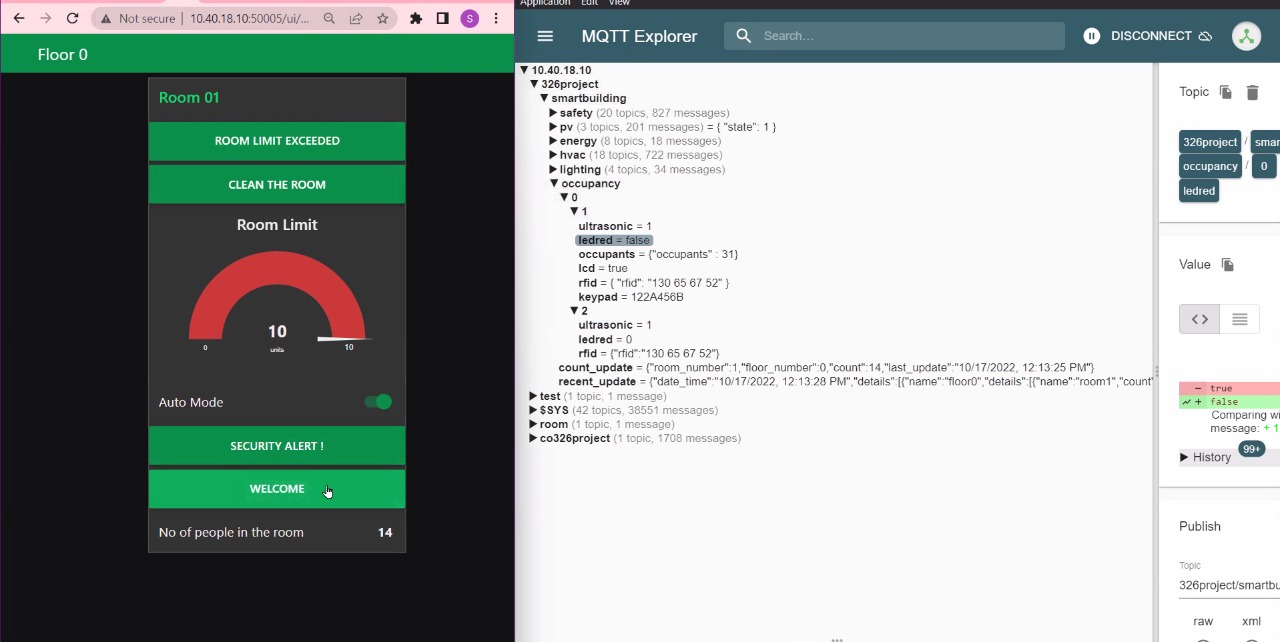 Not secure | 10.40.18.10:50005/ui/...
S
Floor 0
Room 01
ROOM LIMIT EXCEEDED
CLEAN THE ROOM
Room Limit
10
units
0
10
Auto Mode
SECURITY ALERT !
WELCOME
No of people in the room 14
Application Edit View
MQTT Explorer
Search...
DISCONNECT
10.40.18.10
326project
smartbuilding
safety (20 topics, 827 messages)
pv (3 topics, 201 messages) = { "state": 1 }
energy (8 topics, 18 messages)
hvac (18 topics, 722 messages)
lighting (4 topics, 34 messages)
occupancy
0
1
ultrasonic = 1
ledred = false
occupants = {"occupants" : 31}
lcd = true
rfid = { "rfid": "130 65 67 52" }
keypad = 122A456B
2
ultrasonic = 1
ledred = 0
rfid = {"rfid":"130 65 67 52"}
count_update = {"room_number":1,"floor_number":0,"count":14,"last_update":"10/17/2022, 12:13:25 PM"}
recent_update = {"date_time":"10/17/2022, 12:13:28 PM","details":[{"name":"floor0","details":[{"name":"room1","count"
test (1 topic, 1 message)
$SYS (42 topics, 38551 messages)
room (1 topic, 1 message)
co326project (1 topic, 1708 messages)
Topic
326project / smar
occupancy / 0
ledred
Value
- true
+ false
Comparing wi
message: + 1
History 99+
Publish
Topic
326project/smartbu
raw xml